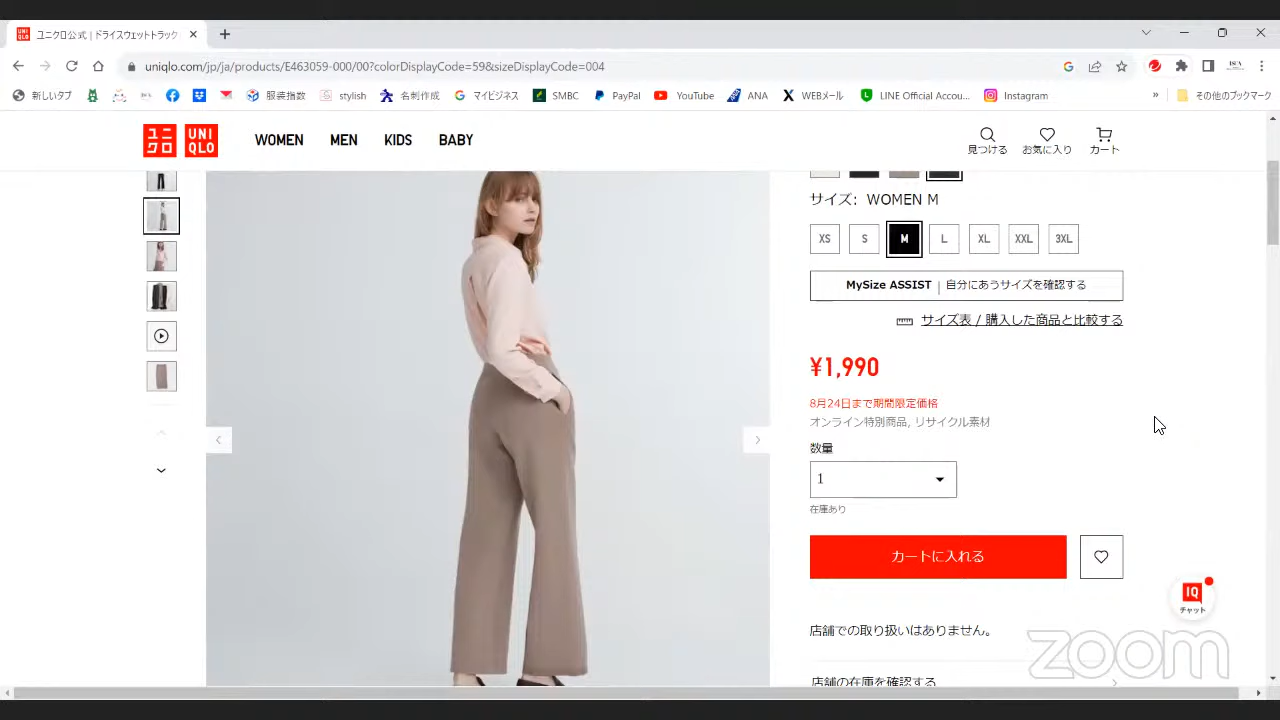 ユニクロ公式 | ドライスウェットトラック
uniqlo.com/jp/ja/products/E463059-000/00?colorDisplayCode=59&sizeDisplayCode=004
新しいタブ
服装指数
stylish
名刺作成
マイビジネス
SMBC
PayPal
YouTube
ANA
WEBメール
LINE Official Accou...
Instagram
»
その他のブックマーク
ユニクロ
UNIQLO
WOMEN
MEN
KIDS
BABY
見つける
お気に入り
カート
サイズ: WOMEN M
XS
S
M
L
XL
XXL
3XL
MySize ASSIST | 自分にあうサイズを確認する
サイズ表 / 購入した商品と比較する
¥1,990
8月24日まで期間限定価格
オンライン特別商品, リサイクル素材
数量
1
在庫あり
カートに入れる
IQ
チャット
店舗での取り扱いはありません。
zoom
店舗の在庫を確認する